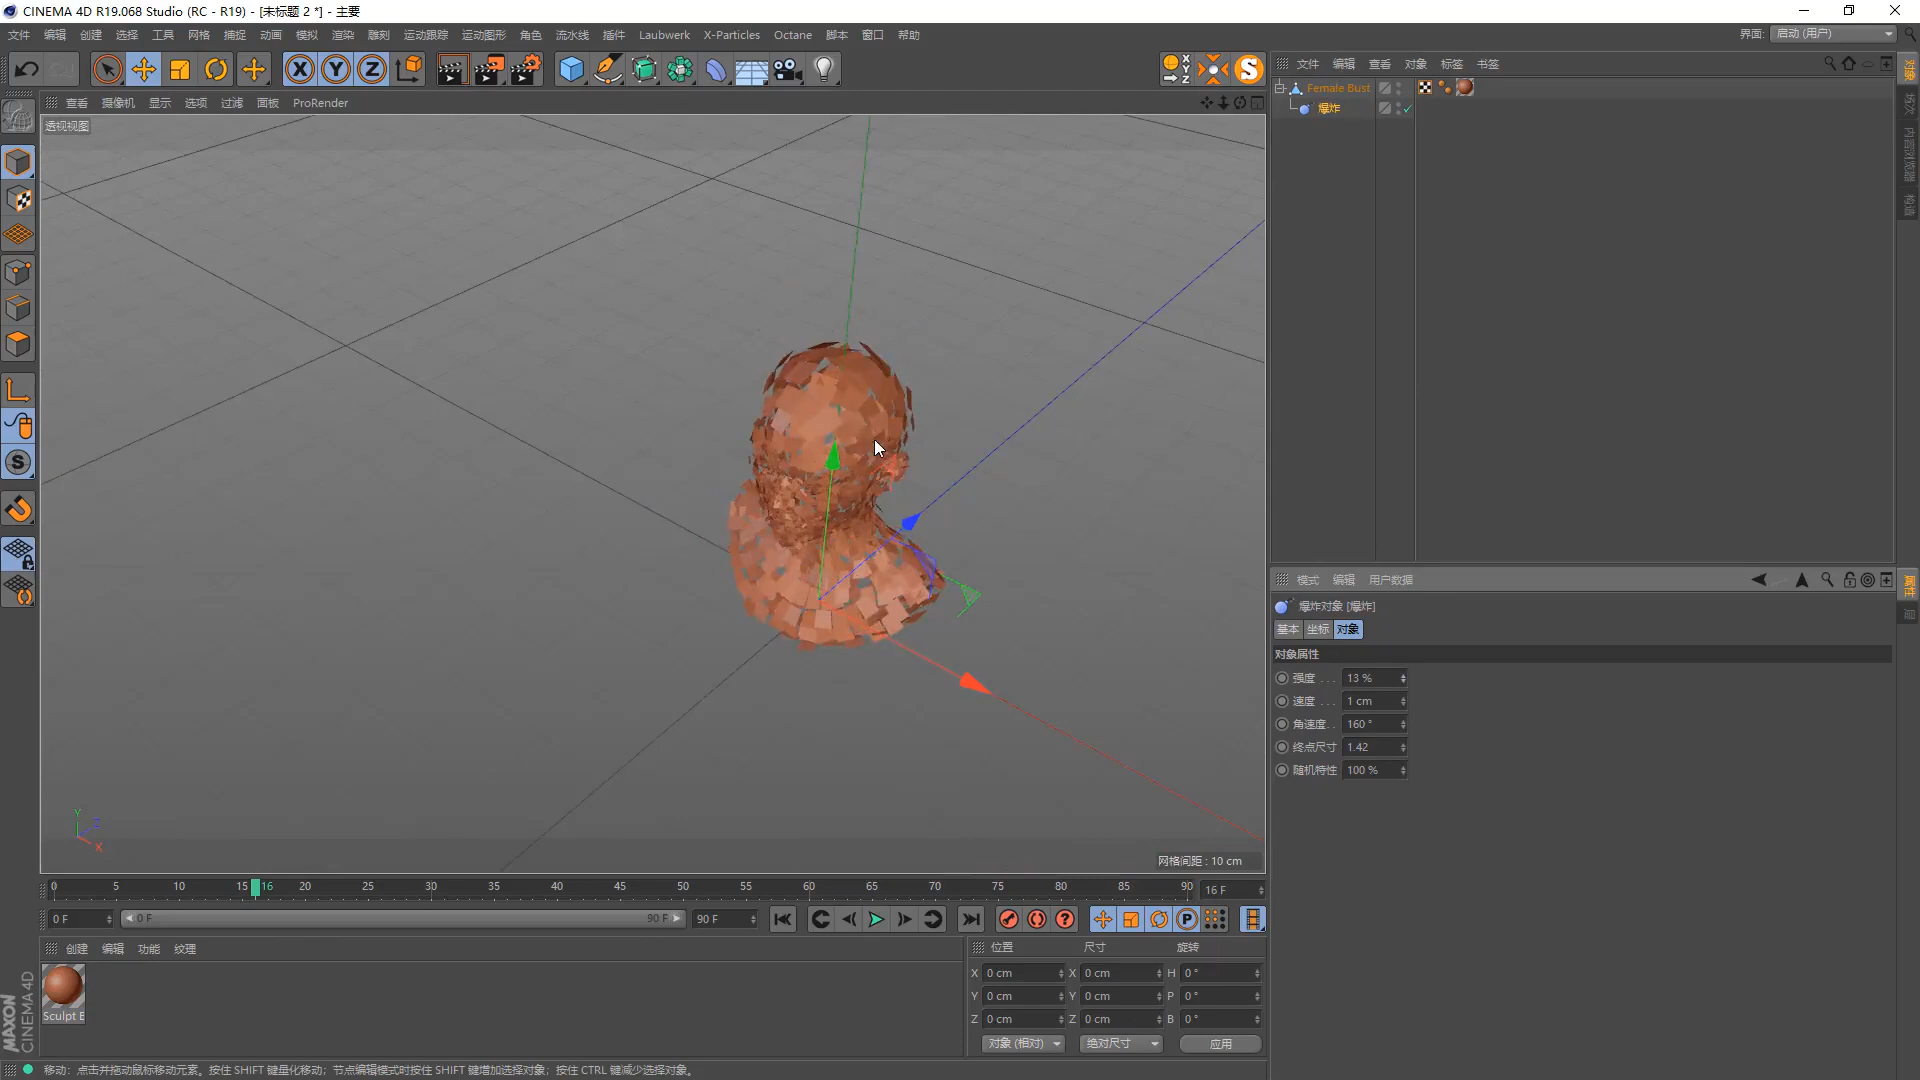 CINEMA 4D R19.068 Studio (RC - R19) - [未标题 2 *] - 主要
文件 编辑 创建 选择 工具 网格 捕捉 动画 模拟 渲染 雕刻 运动跟踪 运动图形 角色 流水线 插件 Laubwerk X-Particles Octane 脚本 窗口 帮助
界面: 启动 (用户)
X Y Z
X Y Z
S
查看 摄像机 显示 选项 过滤 面板 ProRender
透视视图
网格间距 : 10 cm
Y Z X
文件 编辑 查看 对象 标签 书签
Female Bust
爆炸
对象
场次
内容浏览器
构造
模式 编辑 用户数据
爆炸对象 [爆炸]
基本 坐标 对象
对象属性
强度 . . . 13 %
速度 . . . 1 cm
角速度 . . 160 °
终点尺寸 1.42
随机特性 100 %
属性
层
0 5 10 15 16 20 25 30 35 40 45 50 55 60 65 70 75 80 85 90 16 F
0 F 0 F 90 F 90 F
P
创建 编辑 功能 纹理
Sculpt E
位置 尺寸 旋转
X 0 cm X 0 cm H 0 °
Y 0 cm Y 0 cm P 0 °
Z 0 cm Z 0 cm B 0 °
对象 (相对) 绝对尺寸 应用
MAXON
CINEMA 4D
移动: 点击并拖动鼠标移动元素。按住 SHIFT 键量化移动; 节点编辑模式时按住 SHIFT 键增加选择对象; 按住 CTRL 键减少选择对象。